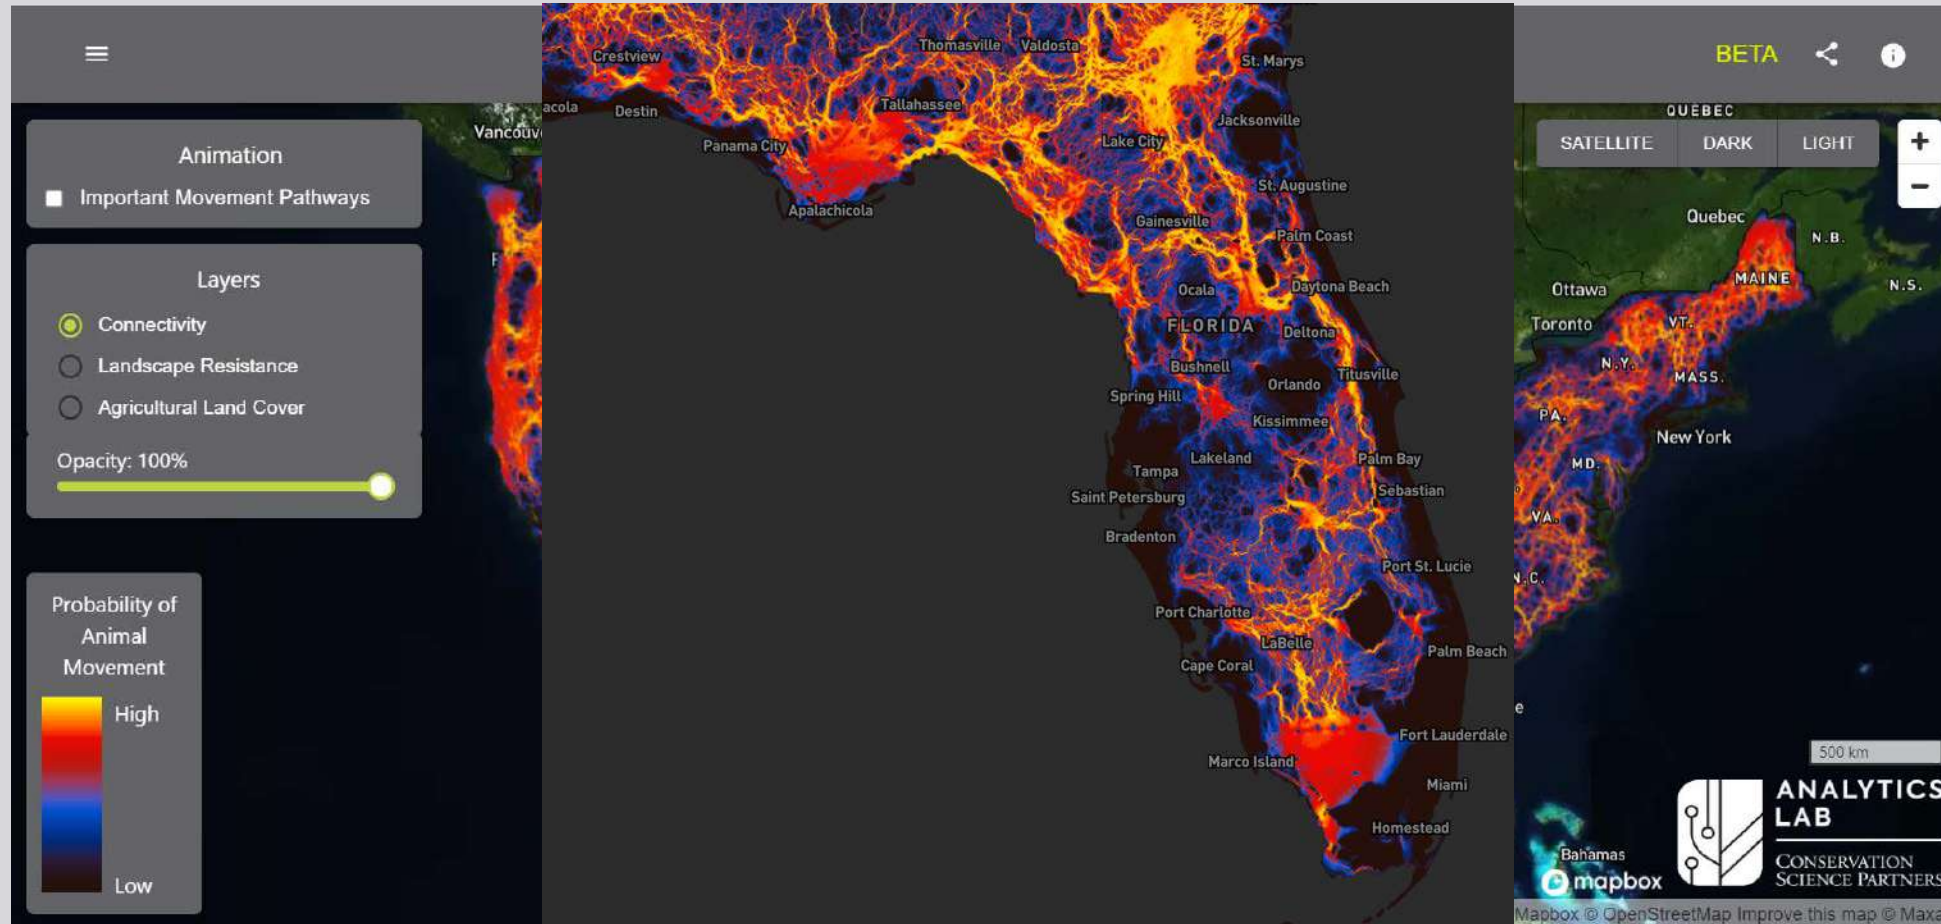 BETA
Animation
Important Movement Pathways
Layers
Connectivity
Landscape Resistance
Agricultural Land Cover
Opacity: 100%
Probability of
Animal
Movement
High
Low
Crestview
Thomasville
Valdosta
St. Marys
acola
Destin
Tallahassee
Jacksonville
Panama City
Lake City
Apalachicola
St. Augustine
Gainesville
Palm Coast
Ocala
Daytona Beach
FLORIDA
Deltona
Bushnell
Orlando
Titusville
Spring Hill
Kissimmee
Lakeland
Palm Bay
Tampa
Saint Petersburg
Sebastian
Bradenton
Port St. Lucie
Port Charlotte
LaBelle
Cape Coral
Palm Beach
Fort Lauderdale
Marco Island
Miami
Homestead
QUÉBEC
SATELLITE
DARK
LIGHT
+
−
Quebec
N.B.
MAINE
Ottawa
N.S.
Toronto
VT.
N.Y.
MASS.
PA.
New York
MD.
VA.
N.C.
e
500 km
ANALYTICS
LAB
CONSERVATION
SCIENCE PARTNERS
Bahamas
mapbox
Mapbox © OpenStreetMap Improve this map © Maxa
Vancouv